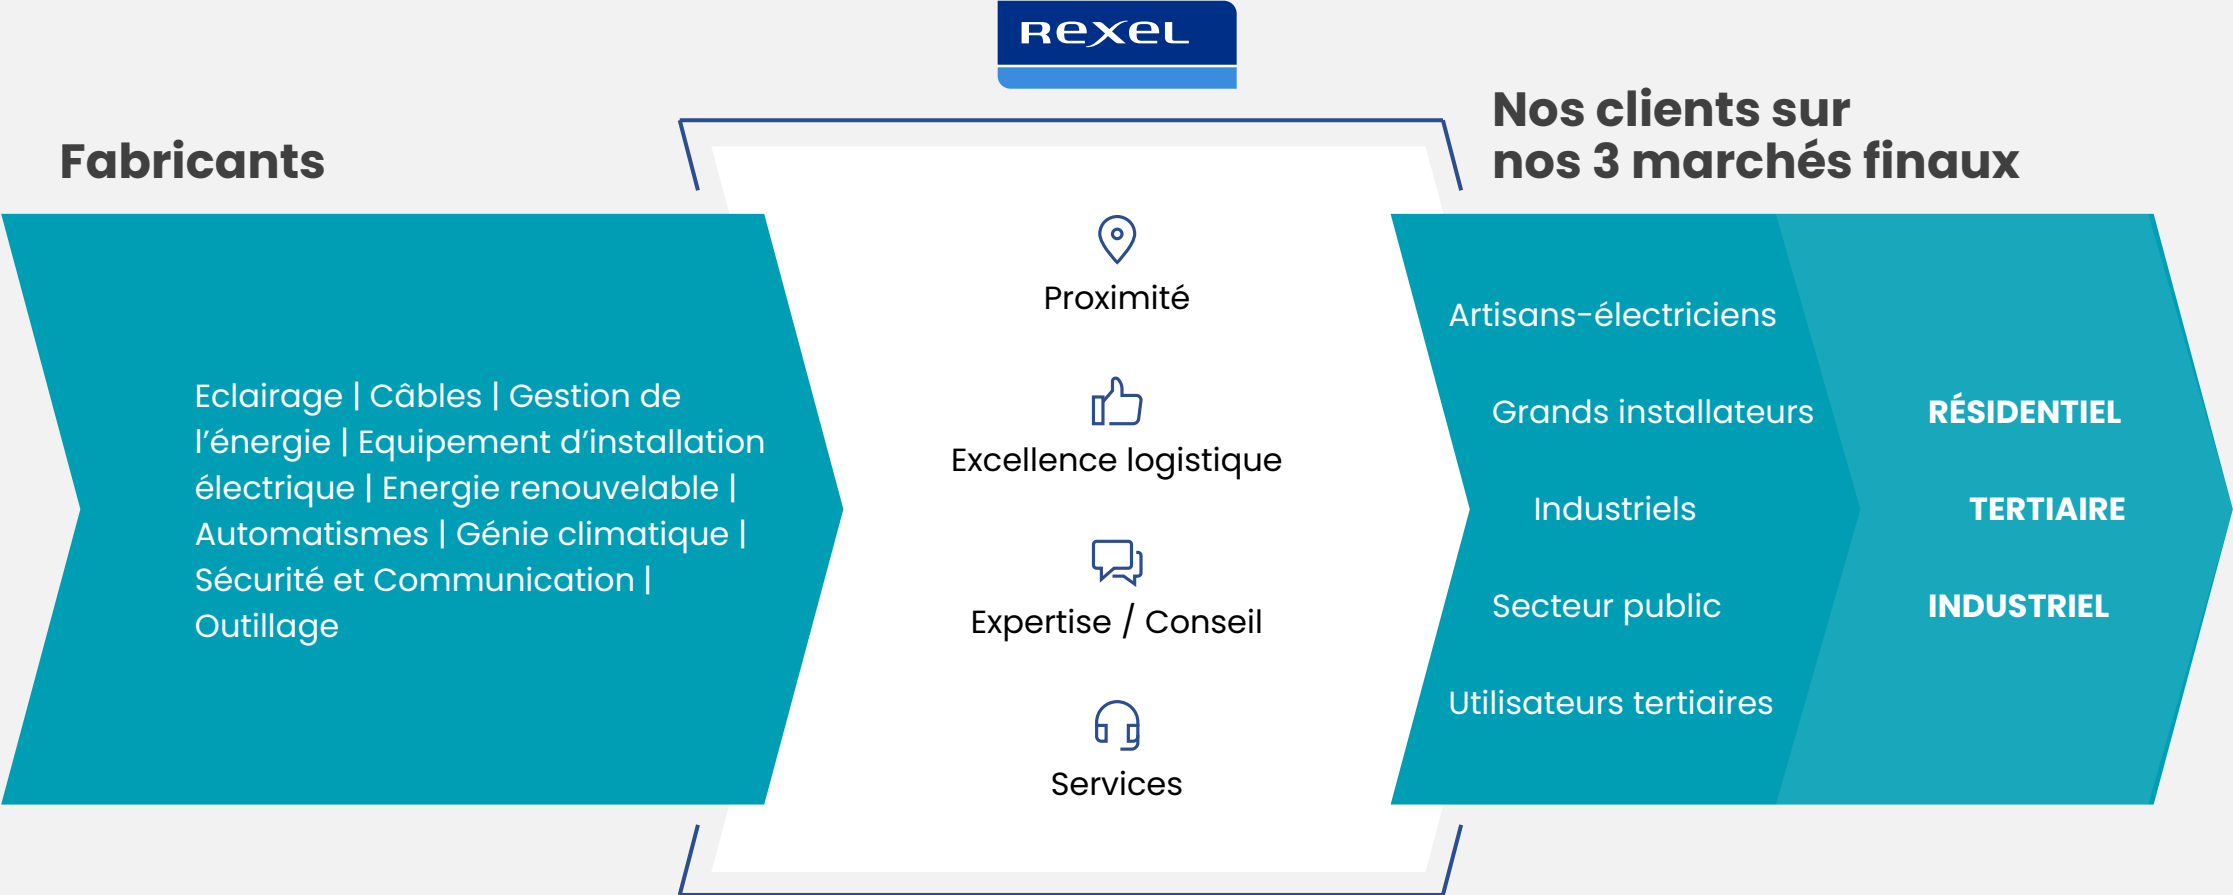 REXEL
Fabricants
Eclairage | Câbles | Gestion de
l’énergie | Equipement d’installation
électrique | Energie renouvelable |
Automatismes | Génie climatique |
Sécurité et Communication |
Outillage
Proximité
Excellence logistique
Expertise / Conseil
Services
Nos clients sur
nos 3 marchés finaux
Artisans-électriciens
Grands installateurs
Industriels
Secteur public
Utilisateurs tertiaires
RÉSIDENTIEL
TERTIAIRE
INDUSTRIEL